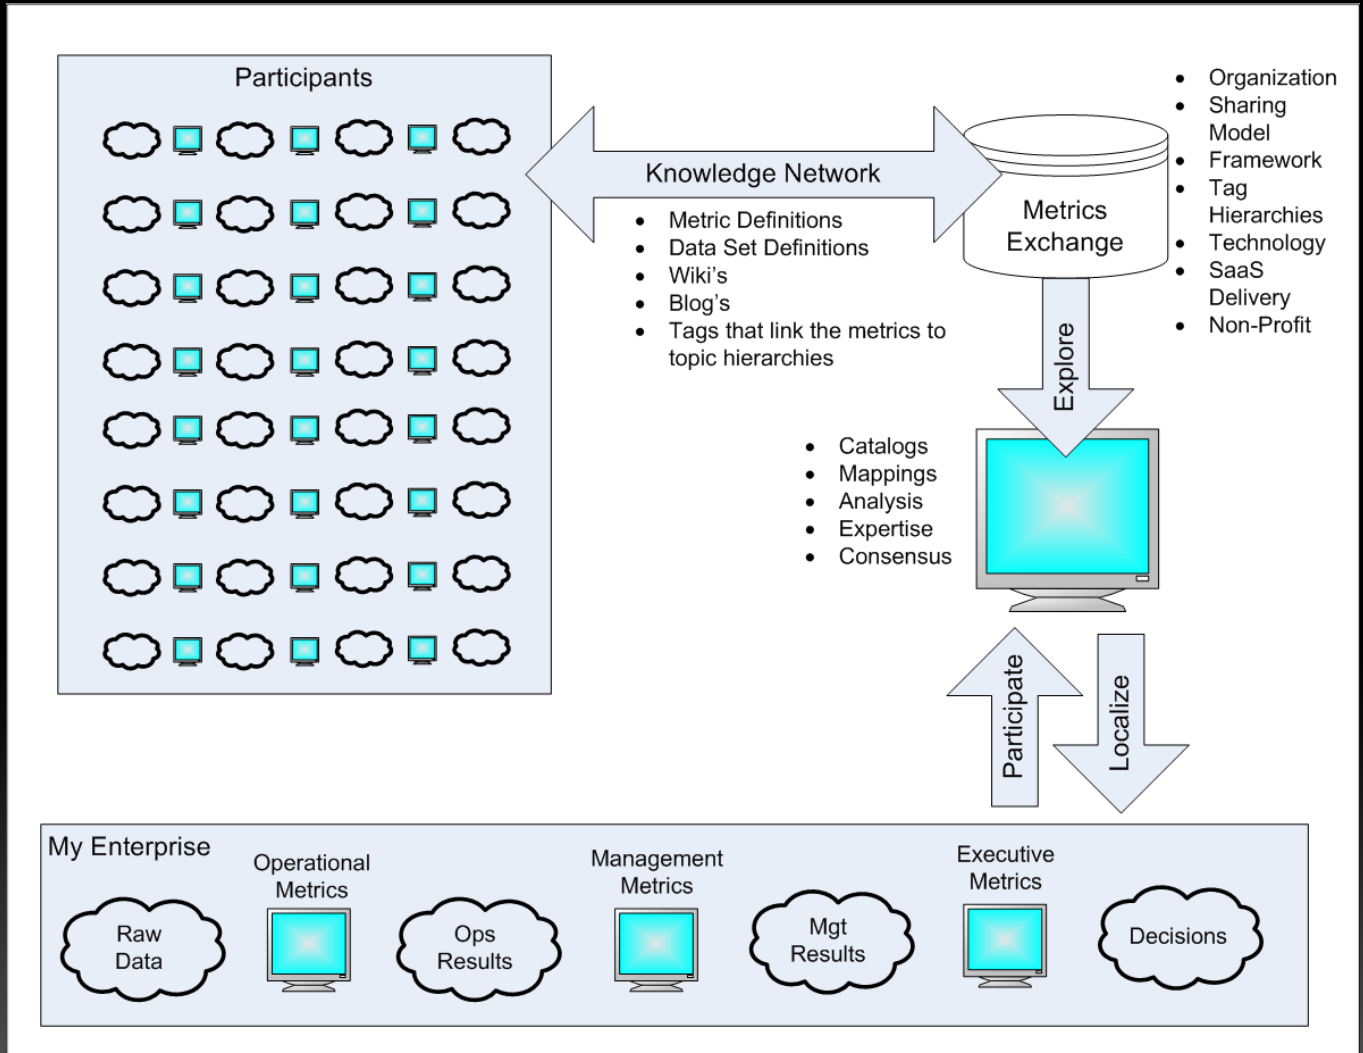 Participants
Knowledge Network
Metric Definitions
Data Set Definitions
Wiki's
Blog's
Tags that link the metrics to
topic hierarchies
Metrics
Exchange
Organization
Sharing
Model
Framework
Tag
Hierarchies
Technology
SaaS
Delivery
Non-Profit
Explore
Catalogs
Mappings
Analysis
Expertise
Consensus
Participate
Localize
My Enterprise
Raw
Data
Operational
Metrics
Ops
Results
Management
Metrics
Mgt
Results
Executive
Metrics
Decisions